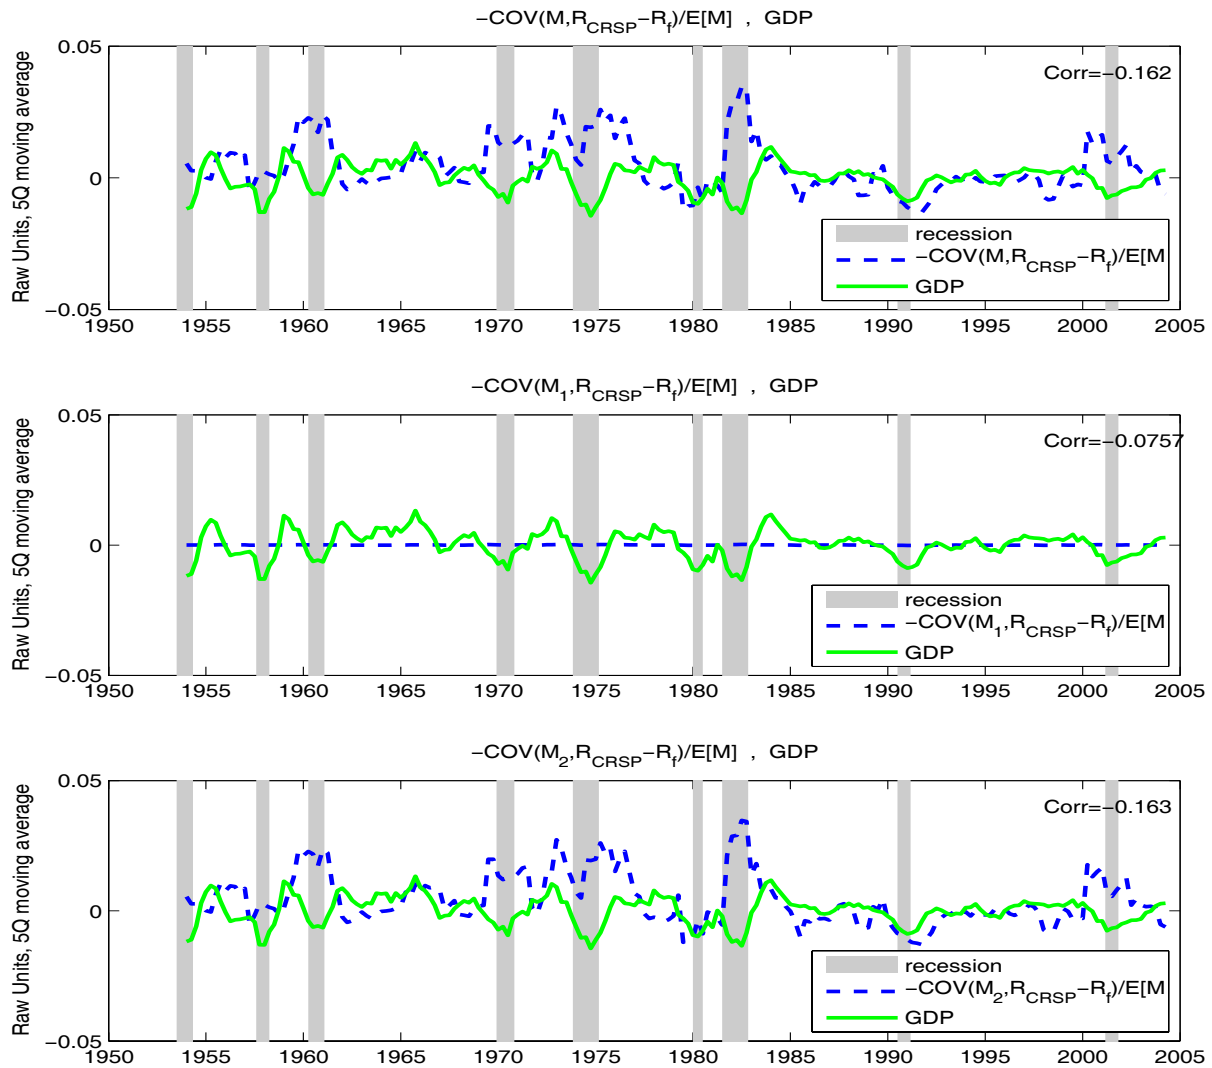 −COV(M,R_CRSP−R_f)/E[M] , GDP
0.05
Corr=−0.162
Raw Units, 5Q moving average
0
recession
−COV(M,R_CRSP−R_f)/E[M
GDP
−0.05
1950 1955 1960 1965 1970 1975 1980 1985 1990 1995 2000 2005
−COV(M_1,R_CRSP−R_f)/E[M] , GDP
0.05
Corr=−0.0757
Raw Units, 5Q moving average
0
recession
−COV(M_1,R_CRSP−R_f)/E[M
GDP
−0.05
1950 1955 1960 1965 1970 1975 1980 1985 1990 1995 2000 2005
−COV(M_2,R_CRSP−R_f)/E[M] , GDP
0.05
Corr=−0.163
Raw Units, 5Q moving average
0
recession
−COV(M_2,R_CRSP−R_f)/E[M
GDP
−0.05
1950 1955 1960 1965 1970 1975 1980 1985 1990 1995 2000 2005